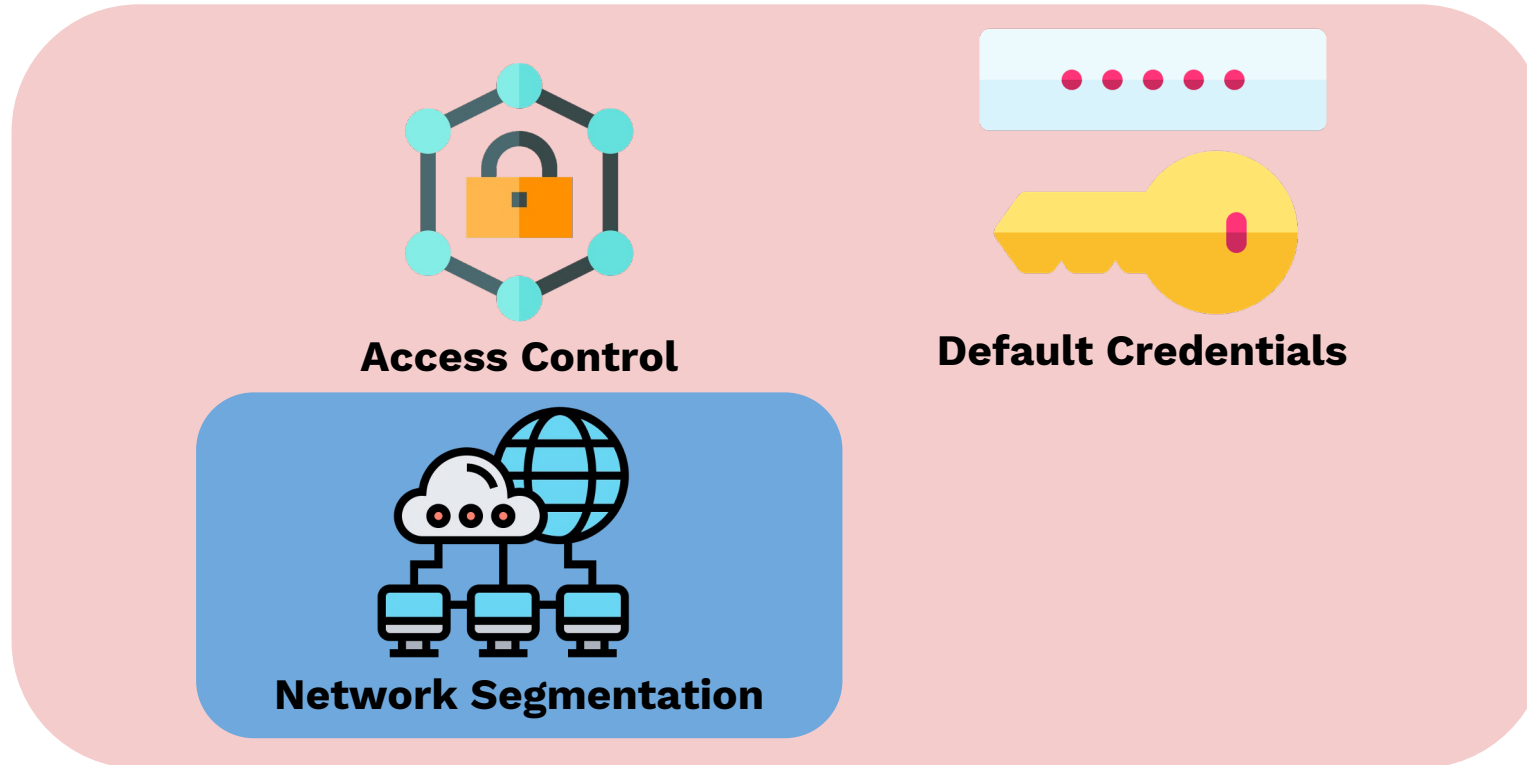 Access Control
Default Credentials
Network Segmentation